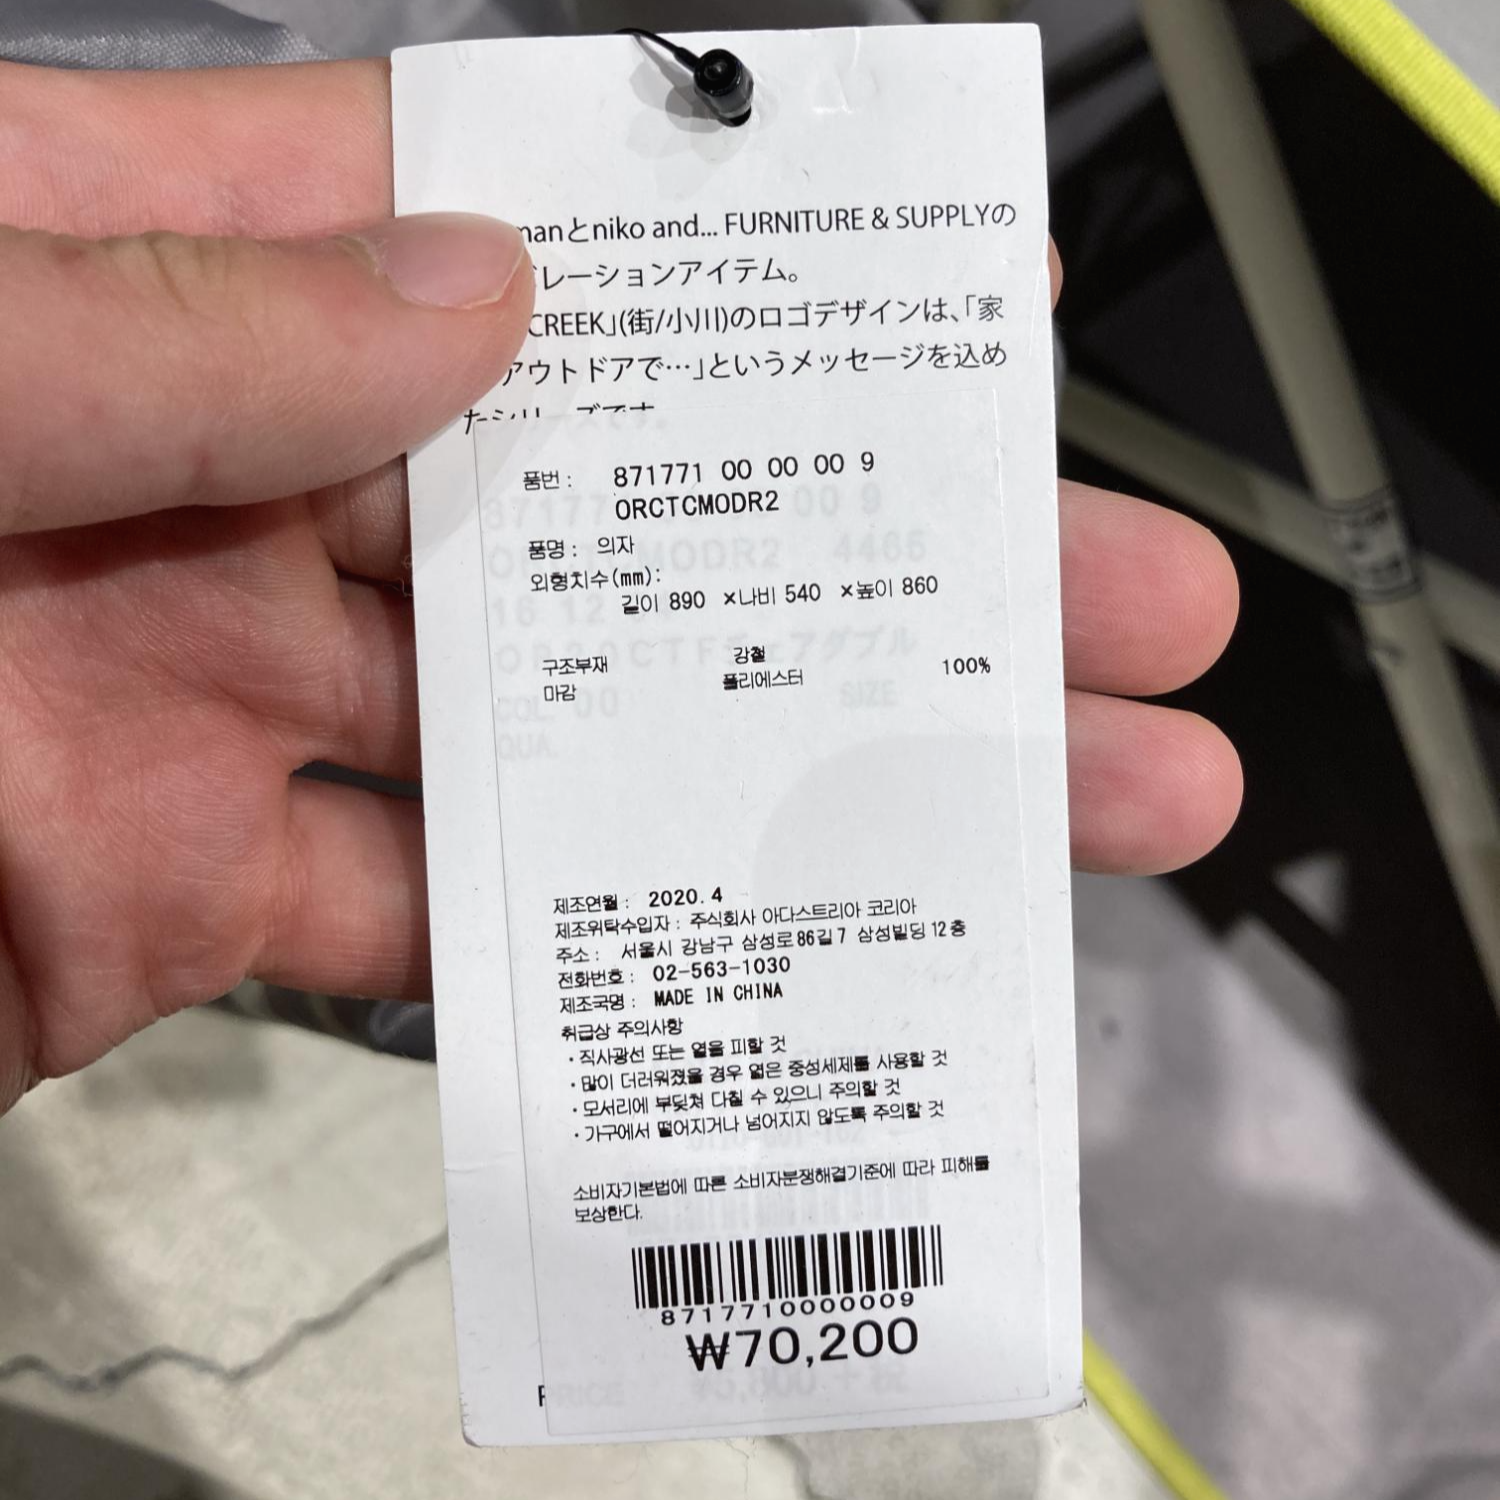 manとniko and... FURNITURE & SUPPLYの
レーションアイテム。
CREEK」(街/小川)のロゴデザインは、「家
アウトドアで…」というメッセージを込め
たシリーズです。
품번 : 871771 00 00 00 9
ORCTCMODR2
품명 : 의자
외형치수(mm):
길이 890 ×나비 540 ×높이 860
구조부재 강철
마감 폴리에스터 100%
제조연월 : 2020. 4
제조위탁수입자 : 주식회사 아다스트리아 코리아
주소 : 서울시 강남구 삼성로86길 7 삼성빌딩 12층
전화번호 : 02-563-1030
제조국명 : MADE IN CHINA
취급상 주의사항
· 직사광선 또는 열을 피할 것
· 많이 더러워졌을 경우 엷은 중성세제를 사용할 것
· 모서리에 부딪쳐 다칠 수 있으니 주의할 것
· 가구에서 떨어지거나 넘어지지 않도록 주의할 것
소비자기본법에 따른 소비자분쟁해결기준에 따라 피해를
보상한다.
8717710000009
₩70,200
PRICE